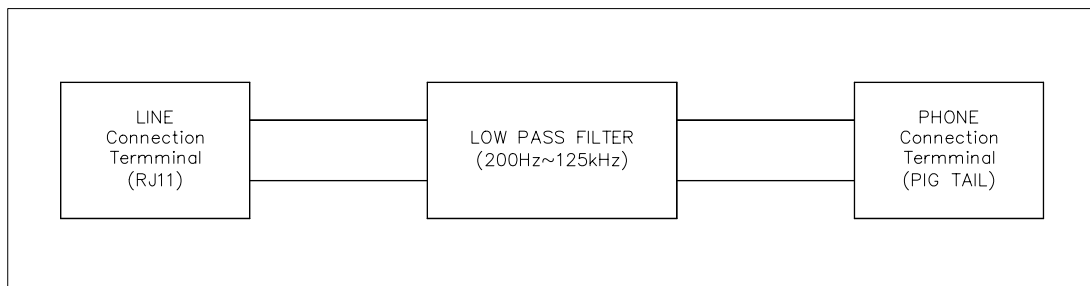 LINE
Connection
Termminal
(RJ11)
LOW PASS FILTER
(200Hz~125kHz)
PHONE
Connection
Termminal
(PIG TAIL)